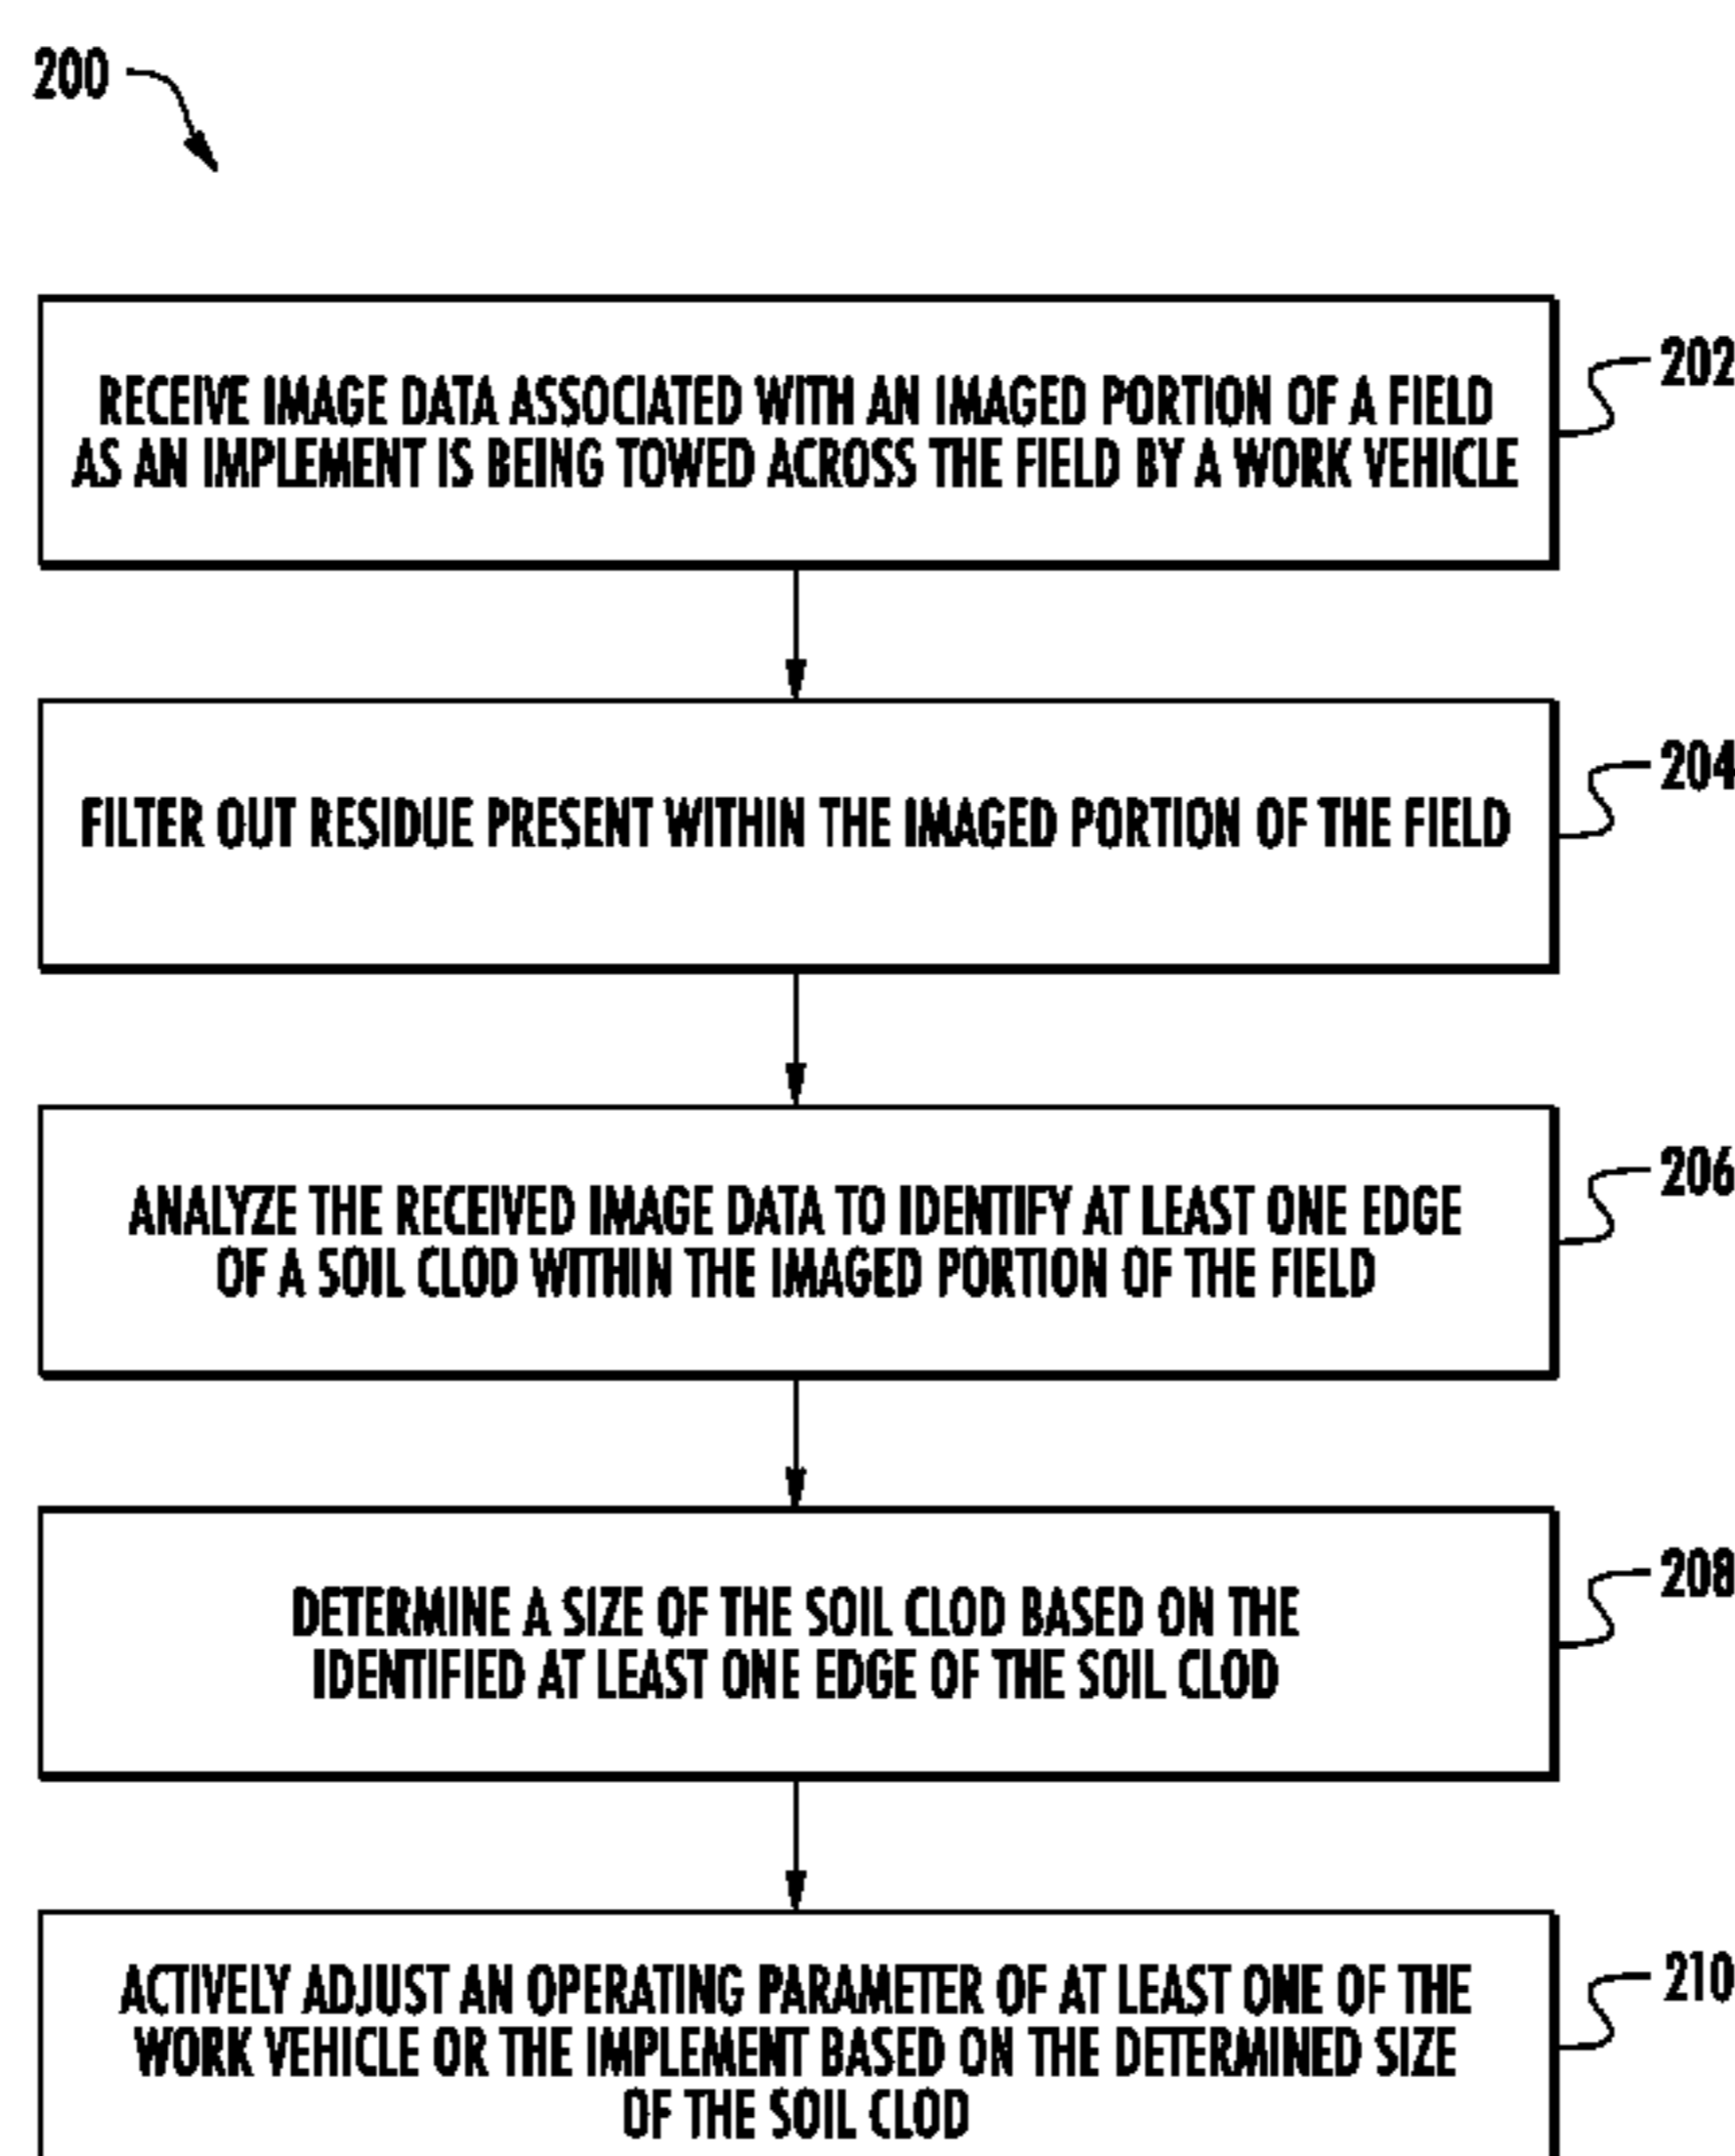 200
RECEIVE IMAGE DATA ASSOCIATED WITH AN IMAGED PORTION OF A FIELD
AS AN IMPLEMENT IS BEING TOWED ACROSS THE FIELD BY A WORK VEHICLE
202
FILTER OUT RESIDUE PRESENT WITHIN THE IMAGED PORTION OF THE FIELD
204
ANALYZE THE RECEIVED IMAGE DATA TO IDENTIFY AT LEAST ONE EDGE
OF A SOIL CLOD WITHIN THE IMAGED PORTION OF THE FIELD
206
DETERMINE A SIZE OF THE SOIL CLOD BASED ON THE
IDENTIFIED AT LEAST ONE EDGE OF THE SOIL CLOD
208
ACTIVELY ADJUST AN OPERATING PARAMETER OF AT LEAST ONE OF THE
WORK VEHICLE OR THE IMPLEMENT BASED ON THE DETERMINED SIZE
OF THE SOIL CLOD
210